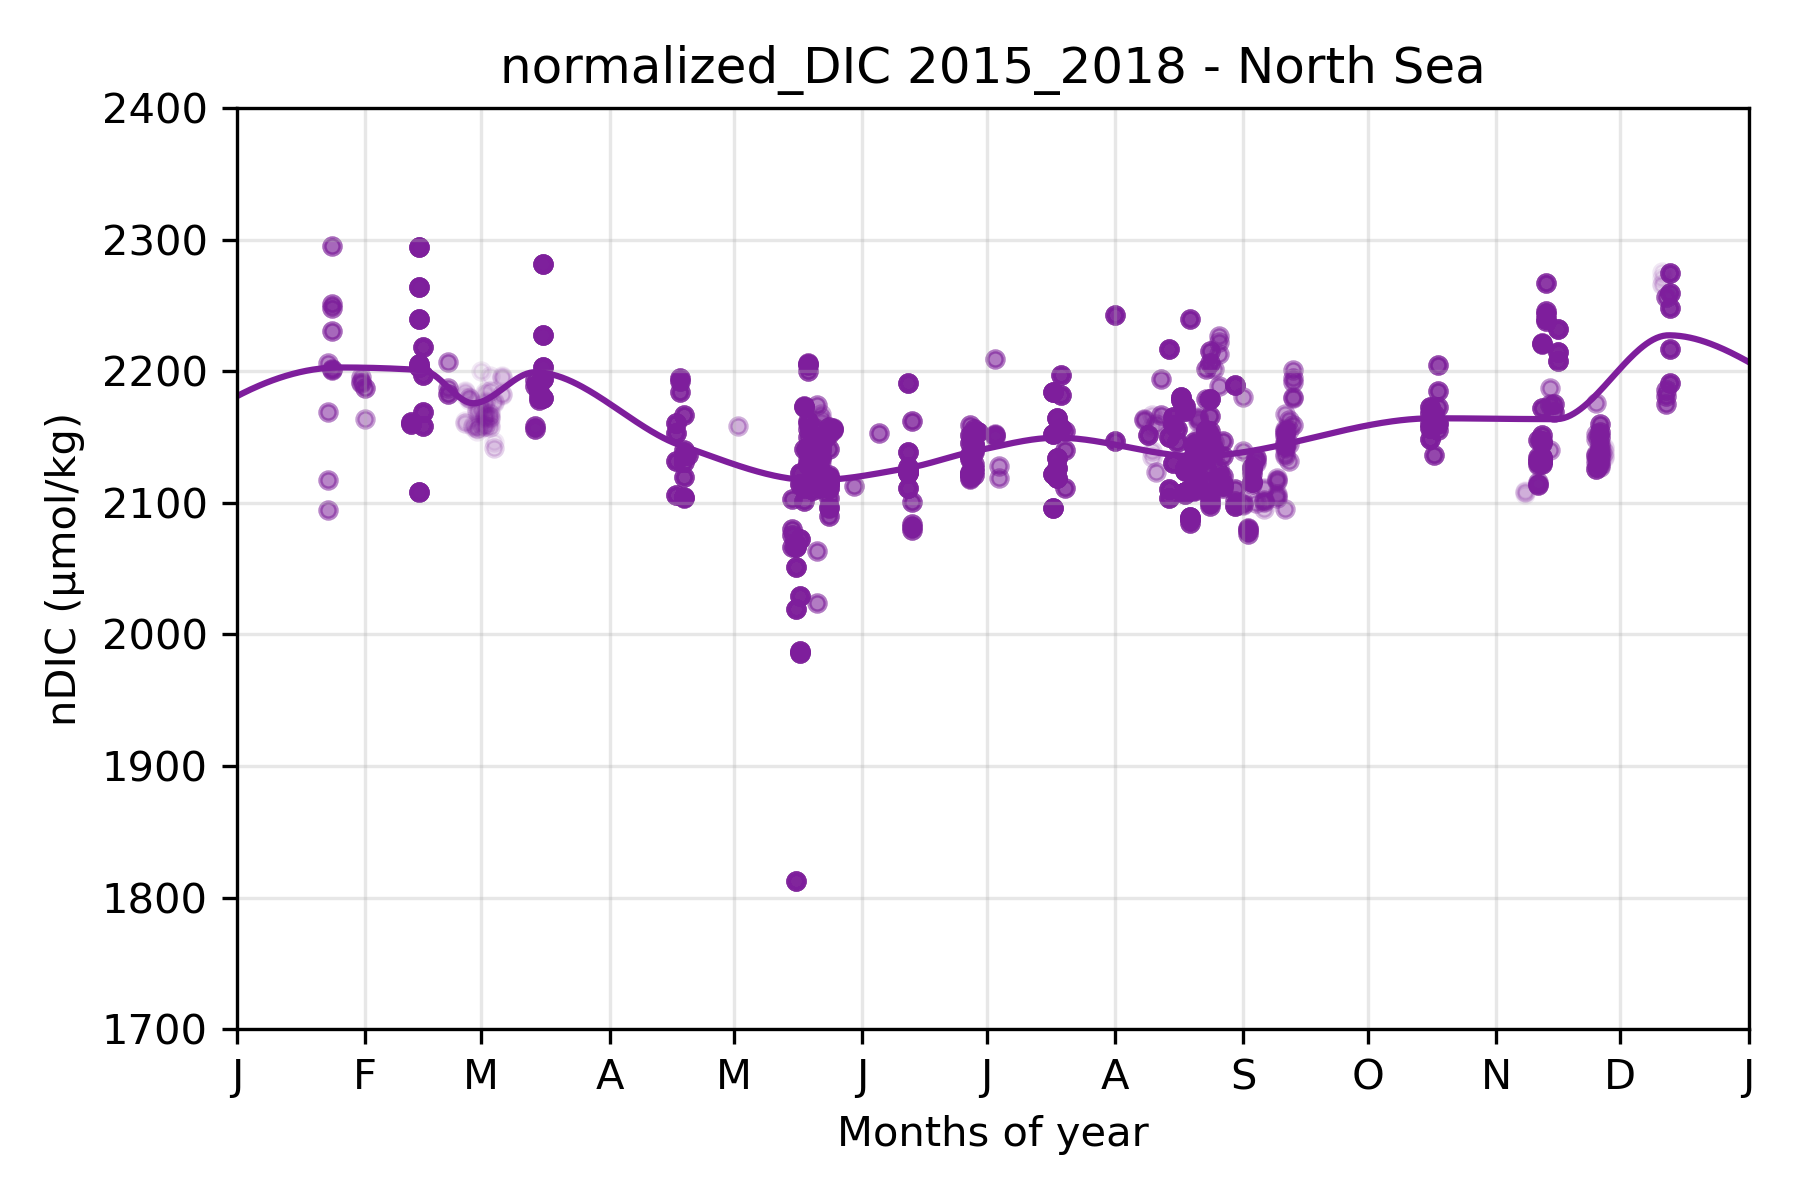 normalized_DIC 2015_2018 - North Sea
2400
2300
2200
2100
2000
1900
1800
1700
nDIC (μmol/kg)
J F M A M J J A S O N D J
Months of year